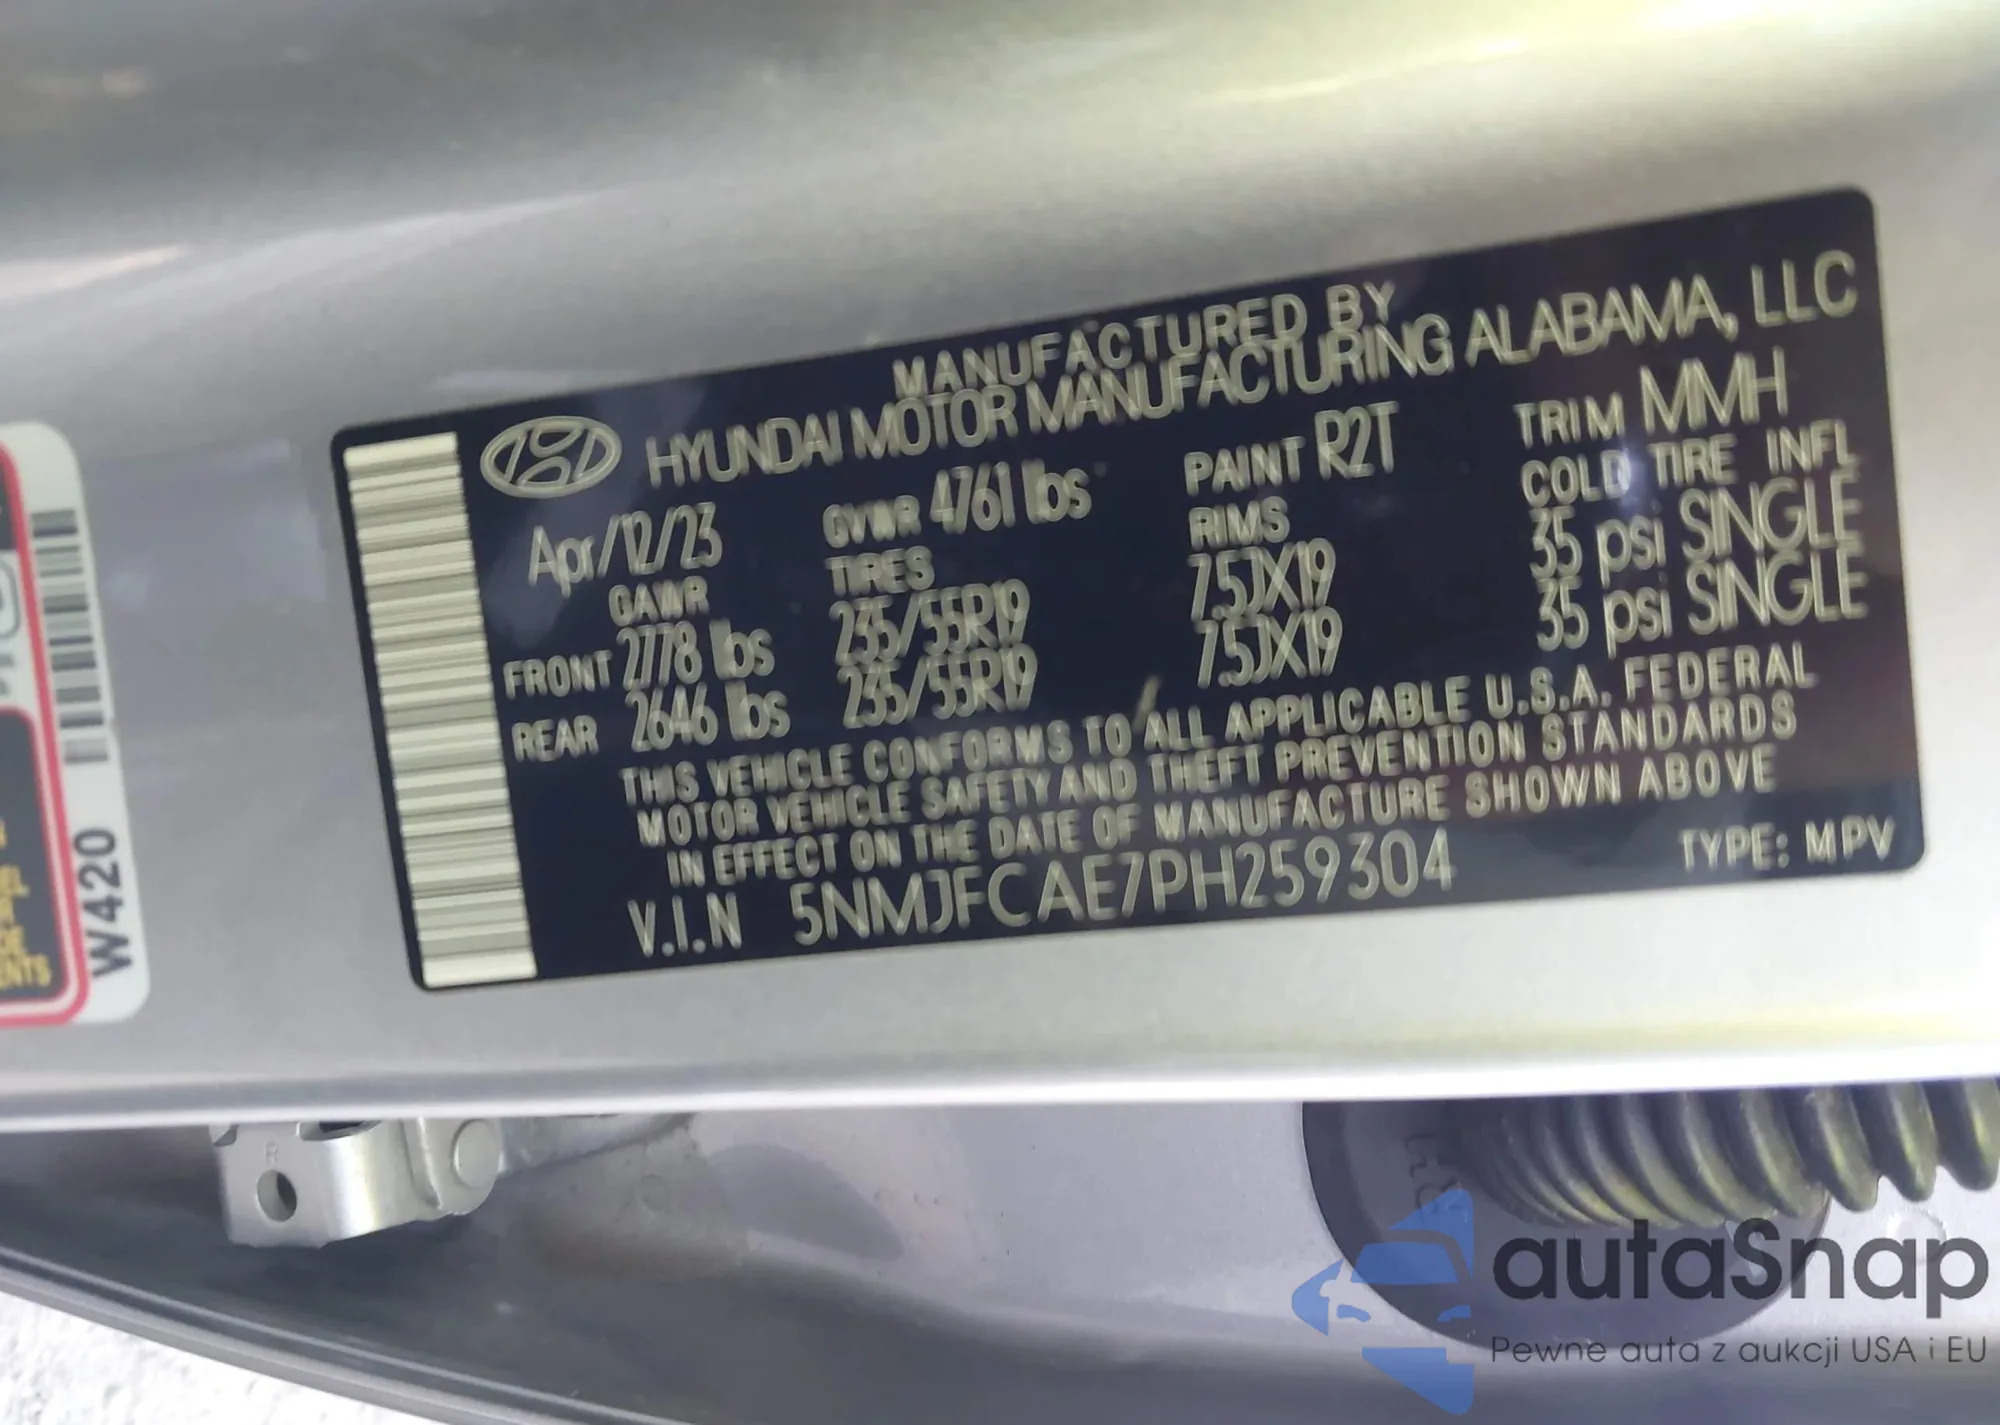 MANUFACTURED BY
HYUNDAI MOTOR MANUFACTURING ALABAMA, LLC
Apr/12/23 GVWR 4761 lbs PAINT R2T TRIM MMH
GAWR TIRES RIMS COLD TIRE INFL
FRONT 2778 lbs 235/55R19 7.5JX19 35 psi SINGLE
REAR 2646 lbs 235/55R19 7.5JX19 35 psi SINGLE
THIS VEHICLE CONFORMS TO ALL APPLICABLE U.S.A. FEDERAL
MOTOR VEHICLE SAFETY AND THEFT PREVENTION STANDARDS
IN EFFECT ON THE DATE OF MANUFACTURE SHOWN ABOVE
V.I.N 5NMJFCAE7PH259304 TYPE: MPV
W420
R
autaSnap
Pewne auta z aukcji USA i EU